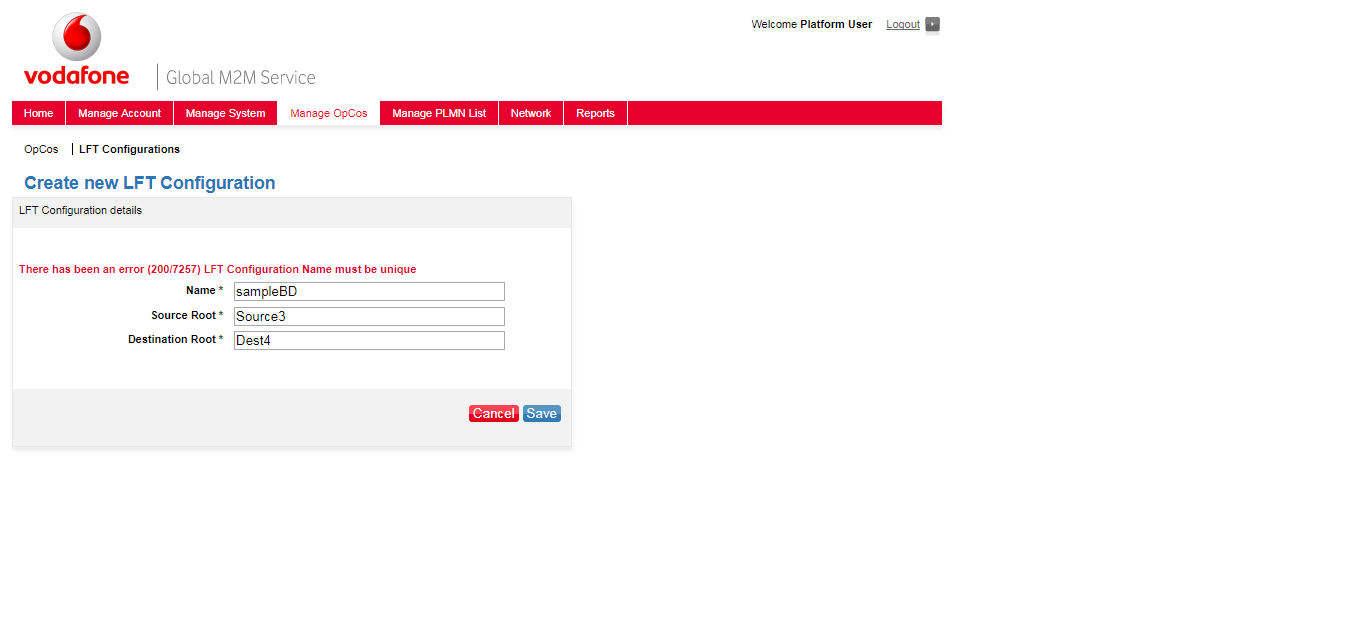 Welcome Platform User Logout
vodafone Global M2M Service
Home Manage Account Manage System Manage OpCos Manage PLMN List Network Reports
OpCos LFT Configurations
Create new LFT Configuration
LFT Configuration details
There has been an error (200/7257) LFT Configuration Name must be unique
Name * sampleBD
Source Root * Source3
Destination Root * Dest4
Cancel Save